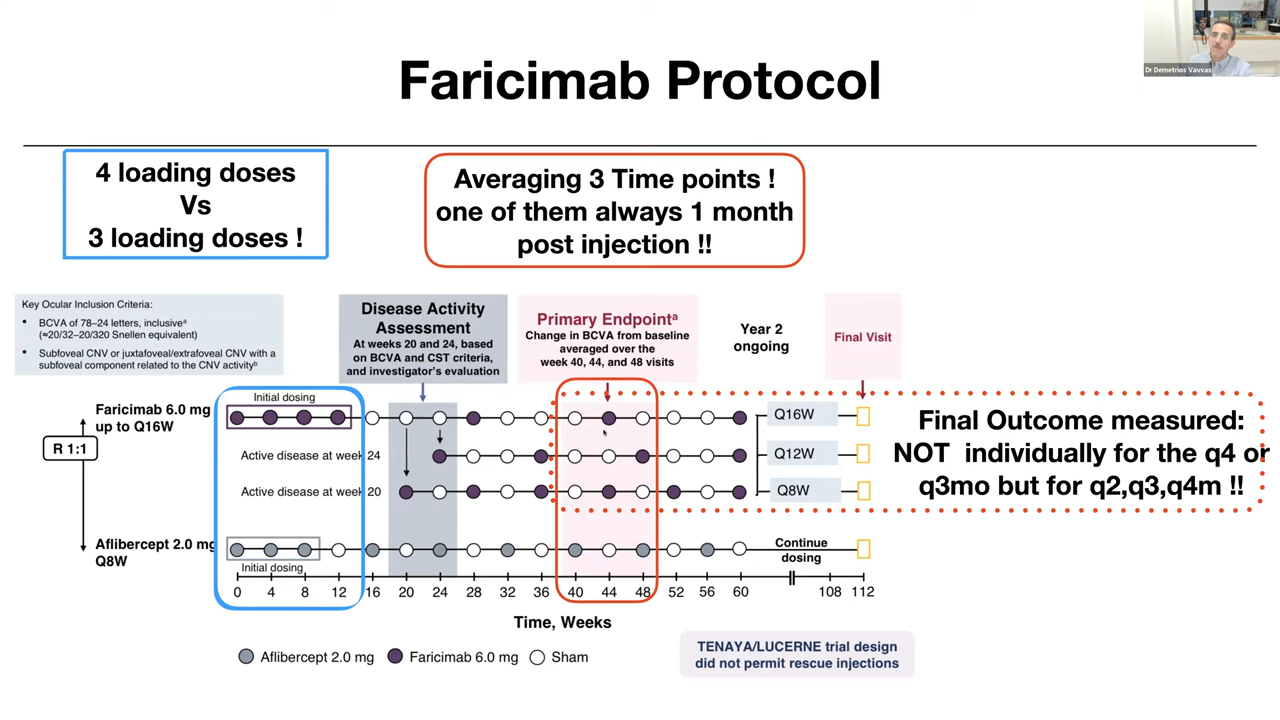 Dr Demetrios Vavvas
Faricimab Protocol
4 loading doses
Vs
3 loading doses !
Averaging 3 Time points !
one of them always 1 month
post injection !!
Key Ocular Inclusion Criteria:
• BCVA of 78–24 letters, inclusiveᵃ
(≈20/32–20/320 Snellen equivalent)
• Subfoveal CNV or juxtafoveal/extrafoveal CNV with a
subfoveal component related to the CNV activityᵇ
Disease Activity
Assessment
At weeks 20 and 24, based
on BCVA and CST criteria,
and investigator's evaluation
Primary Endpointᵃ
Change in BCVA from baseline
averaged over the
week 40, 44, and 48 visits
Year 2
ongoing
Final Visit
Initial dosing
Faricimab 6.0 mg
up to Q16W
R 1:1
Active disease at week 24
Active disease at week 20
Q16W
Q12W
Q8W
Final Outcome measured:
NOT individually for the q4 or
q3mo but for q2,q3,q4m !!
Aflibercept 2.0 mg
Q8W
Initial dosing
Continue
dosing
0 4 8 12 16 20 24 28 32 36 40 44 48 52 56 60 108 112
Time, Weeks
Aflibercept 2.0 mg Faricimab 6.0 mg Sham
TENAYA/LUCERNE trial design
did not permit rescue injections